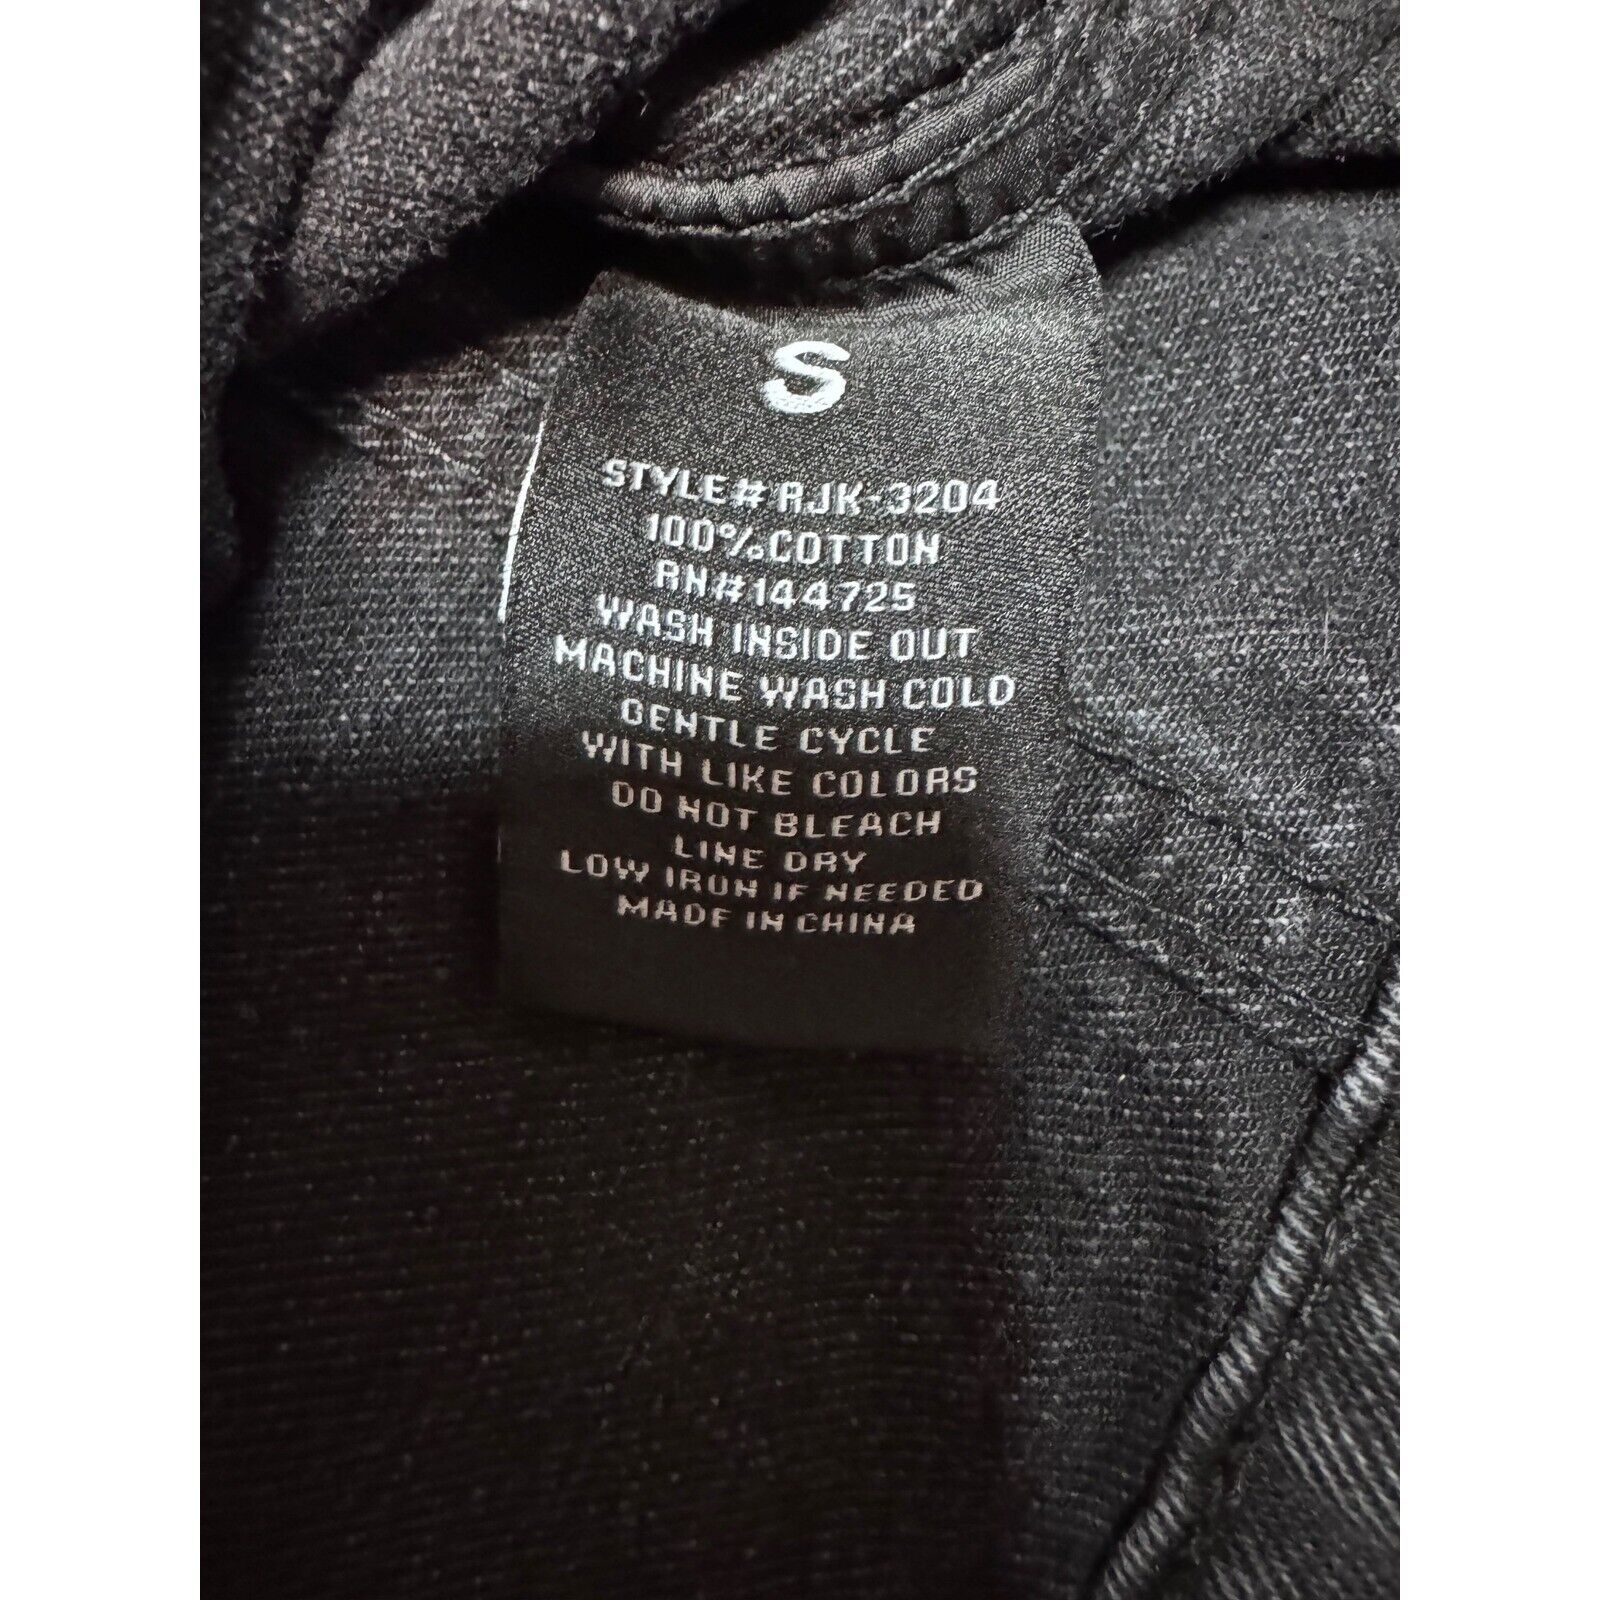 S
STYLE# RJK-3204
100%COTTON
RN#144725
WASH INSIDE OUT
MACHINE WASH COLD
GENTLE CYCLE
WITH LIKE COLORS
DO NOT BLEACH
LINE DRY
LOW IRON IF NEEDED
MADE IN CHINA